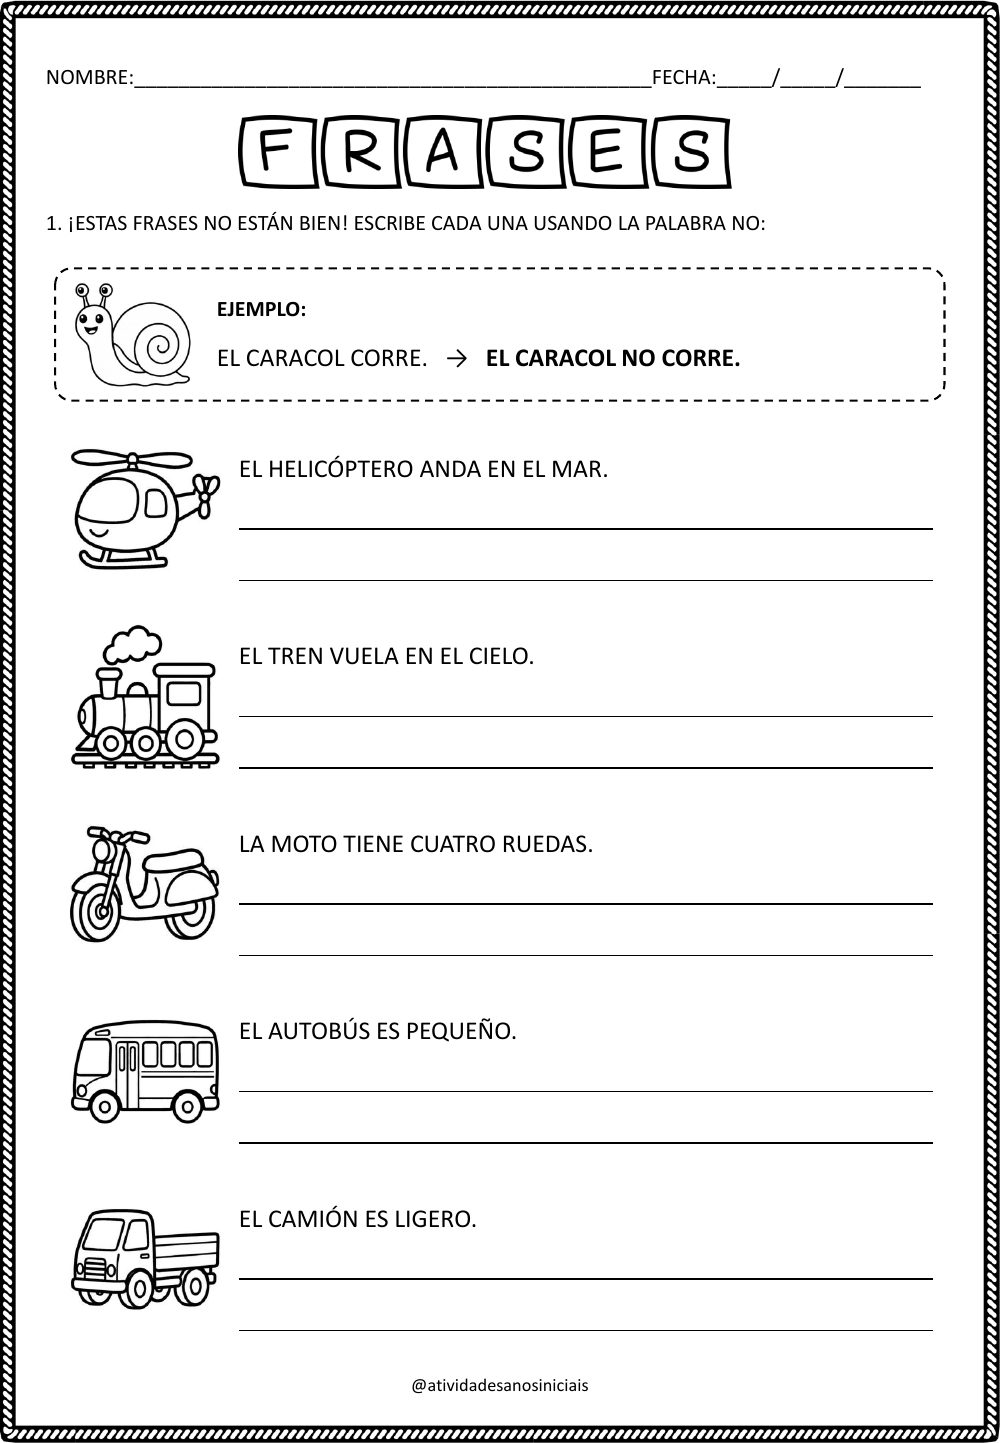 NOMBRE:_______________________________________________FECHA:_____/_____/_______
FRASES
1. ¡ESTAS FRASES NO ESTÁN BIEN! ESCRIBE CADA UNA USANDO LA PALABRA NO:
EJEMPLO:
EL CARACOL CORRE. → EL CARACOL NO CORRE.
EL HELICÓPTERO ANDA EN EL MAR.
EL TREN VUELA EN EL CIELO.
LA MOTO TIENE CUATRO RUEDAS.
EL AUTOBÚS ES PEQUEÑO.
EL CAMIÓN ES LIGERO.
@atividadesanosiniciais